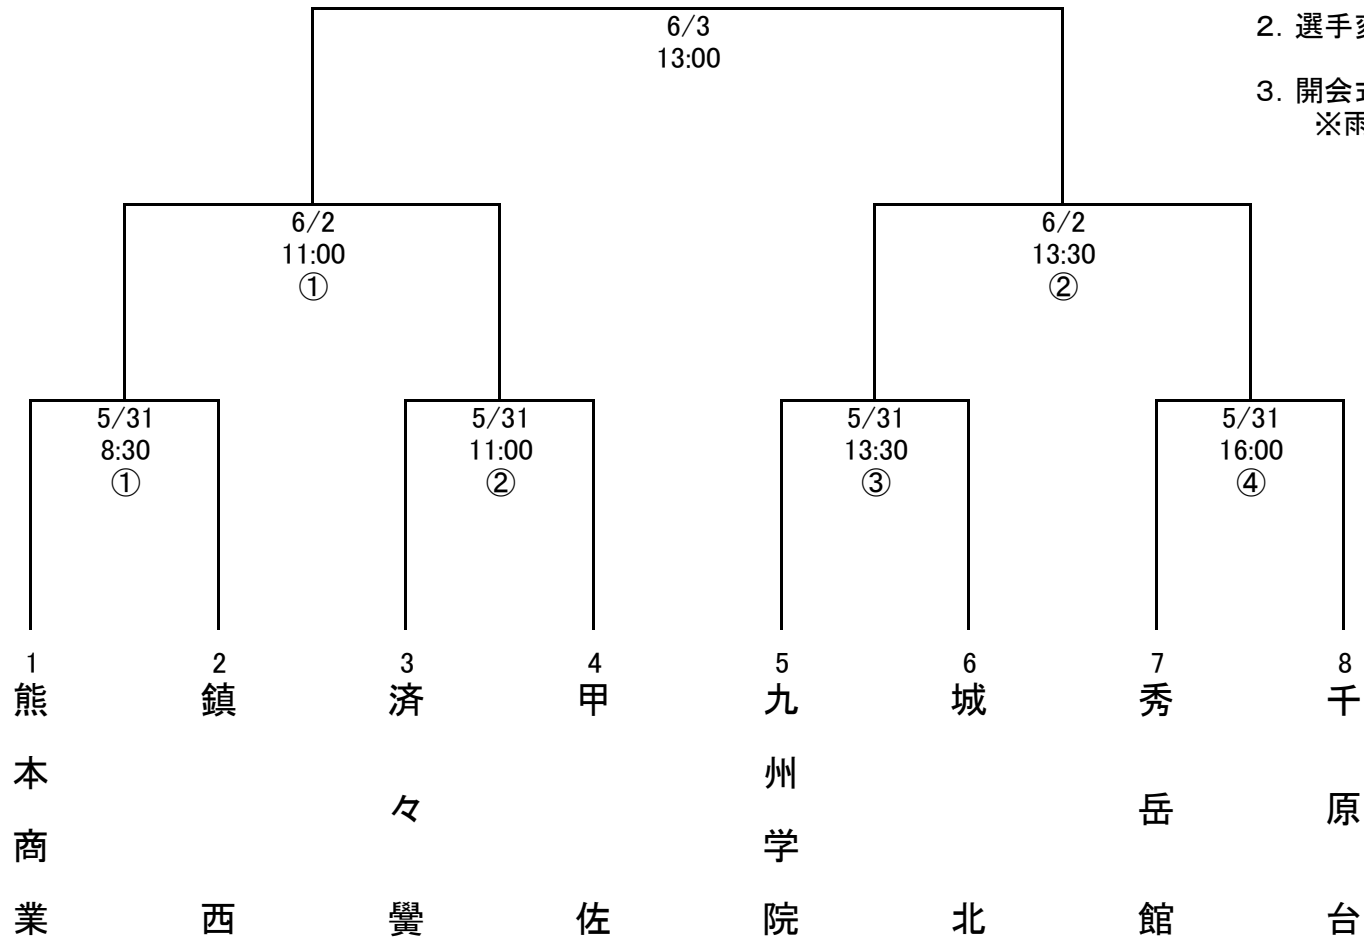 6/3
13:00
2. 選手
3. 開会
※雨
6/2
11:00
①
6/2
13:30
②
5/31
8:30
①
5/31
11:00
②
5/31
13:30
③
5/31
16:00
④
1
熊本商業
2
鎮西
3
済々黌
4
甲佐
5
九州学院
6
城北
7
秀岳館
8
千原台